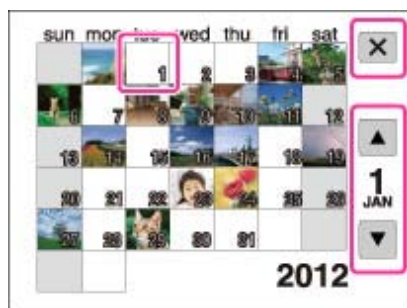 sun mon tue wed thu fri sat
×
1 2 3 4 5
6 7 8 9 10 11 12
13 14 15 16 17 18 19
▲
20 21 22 23 24 25 26
1
JAN
27 28 29 30 31
▼
2012